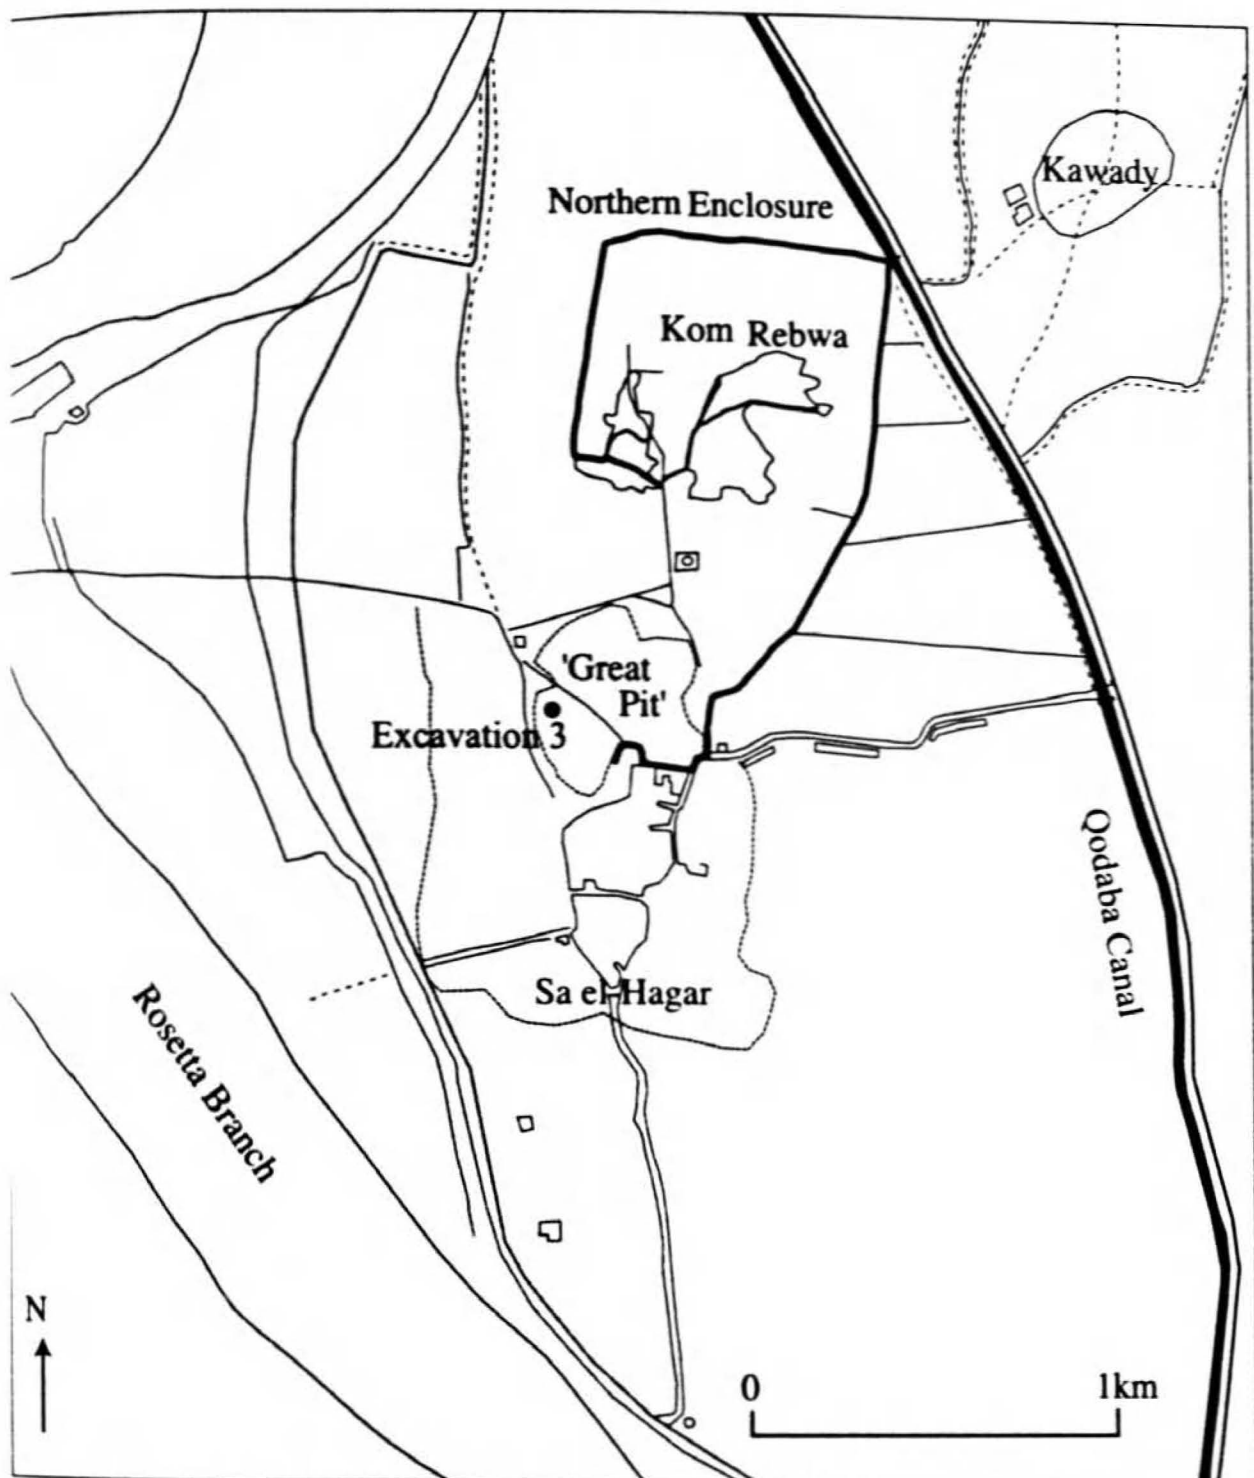 Kawady
Northern Enclosure
Kom Rebwa
'Great
Pit'
Excavation 3
Qodaba Canal
Sa el Hagar
Rosetta Branch
N
0 1km